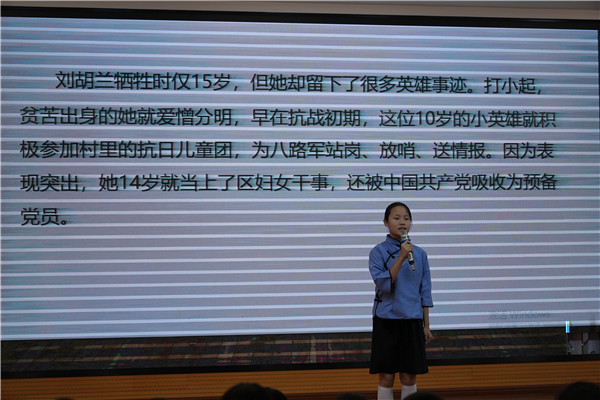 刘胡兰牺牲时仅15岁，但她却留下了很多英雄事迹。打小起，
贫苦出身的她就爱憎分明，早在抗战初期，这位10岁的小英雄就积
极参加村里的抗日儿童团，为八路军站岗、放哨、送情报。因为表
现突出，她14岁就当上了区妇女干事，还被中国共产党吸收为预备
党员。
激活 Windows